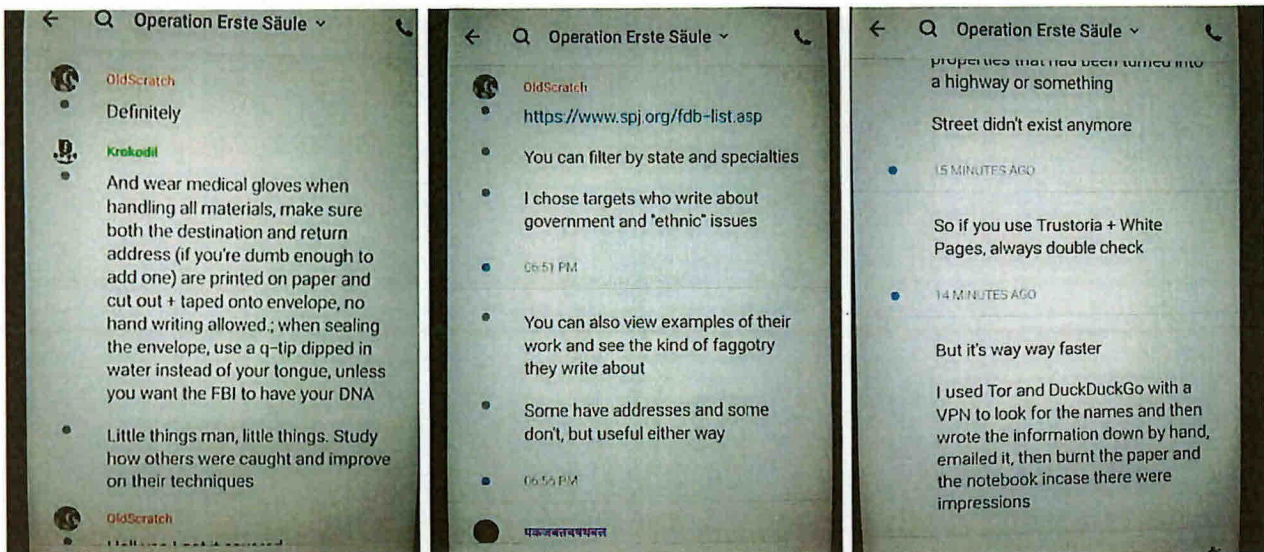 Operation Erste Säule
OldScratch
Definitely
Krokodil
And wear medical gloves when
handling all materials, make sure
both the destination and return
address (if you're dumb enough to
add one) are printed on paper and
cut out + taped onto envelope, no
hand writing allowed.; when sealing
the envelope, use a q-tip dipped in
water instead of your tongue, unless
you want the FBI to have your DNA
Little things man, little things. Study
how others were caught and improve
on their techniques
OldScratch
Operation Erste Säule
OldScratch
https://www.spj.org/fdb-list.asp
You can filter by state and specialties
I chose targets who write about
government and "ethnic" issues
06:51 PM
You can also view examples of their
work and see the kind of faggotry
they write about
Some have addresses and some
don't, but useful either way
06:56 PM
Operation Erste Säule
properties that had been turned into
a highway or something
Street didn't exist anymore
15 MINUTES AGO
So if you use Trustoria + White
Pages, always double check
14 MINUTES AGO
But it's way way faster
I used Tor and DuckDuckGo with a
VPN to look for the names and then
wrote the information down by hand,
emailed it, then burnt the paper and
the notebook incase there were
impressions